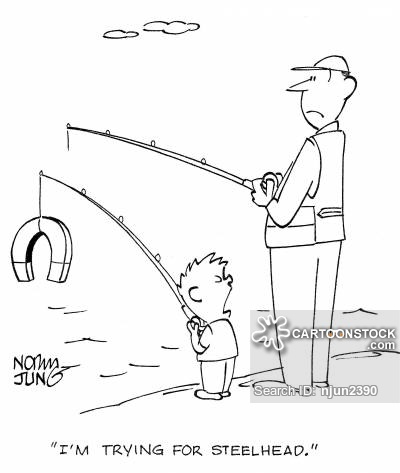 NORM
JUNG
CARTOONSTOCK
.com
Search ID: njun2390
"I'M TRYING FOR STEELHEAD."